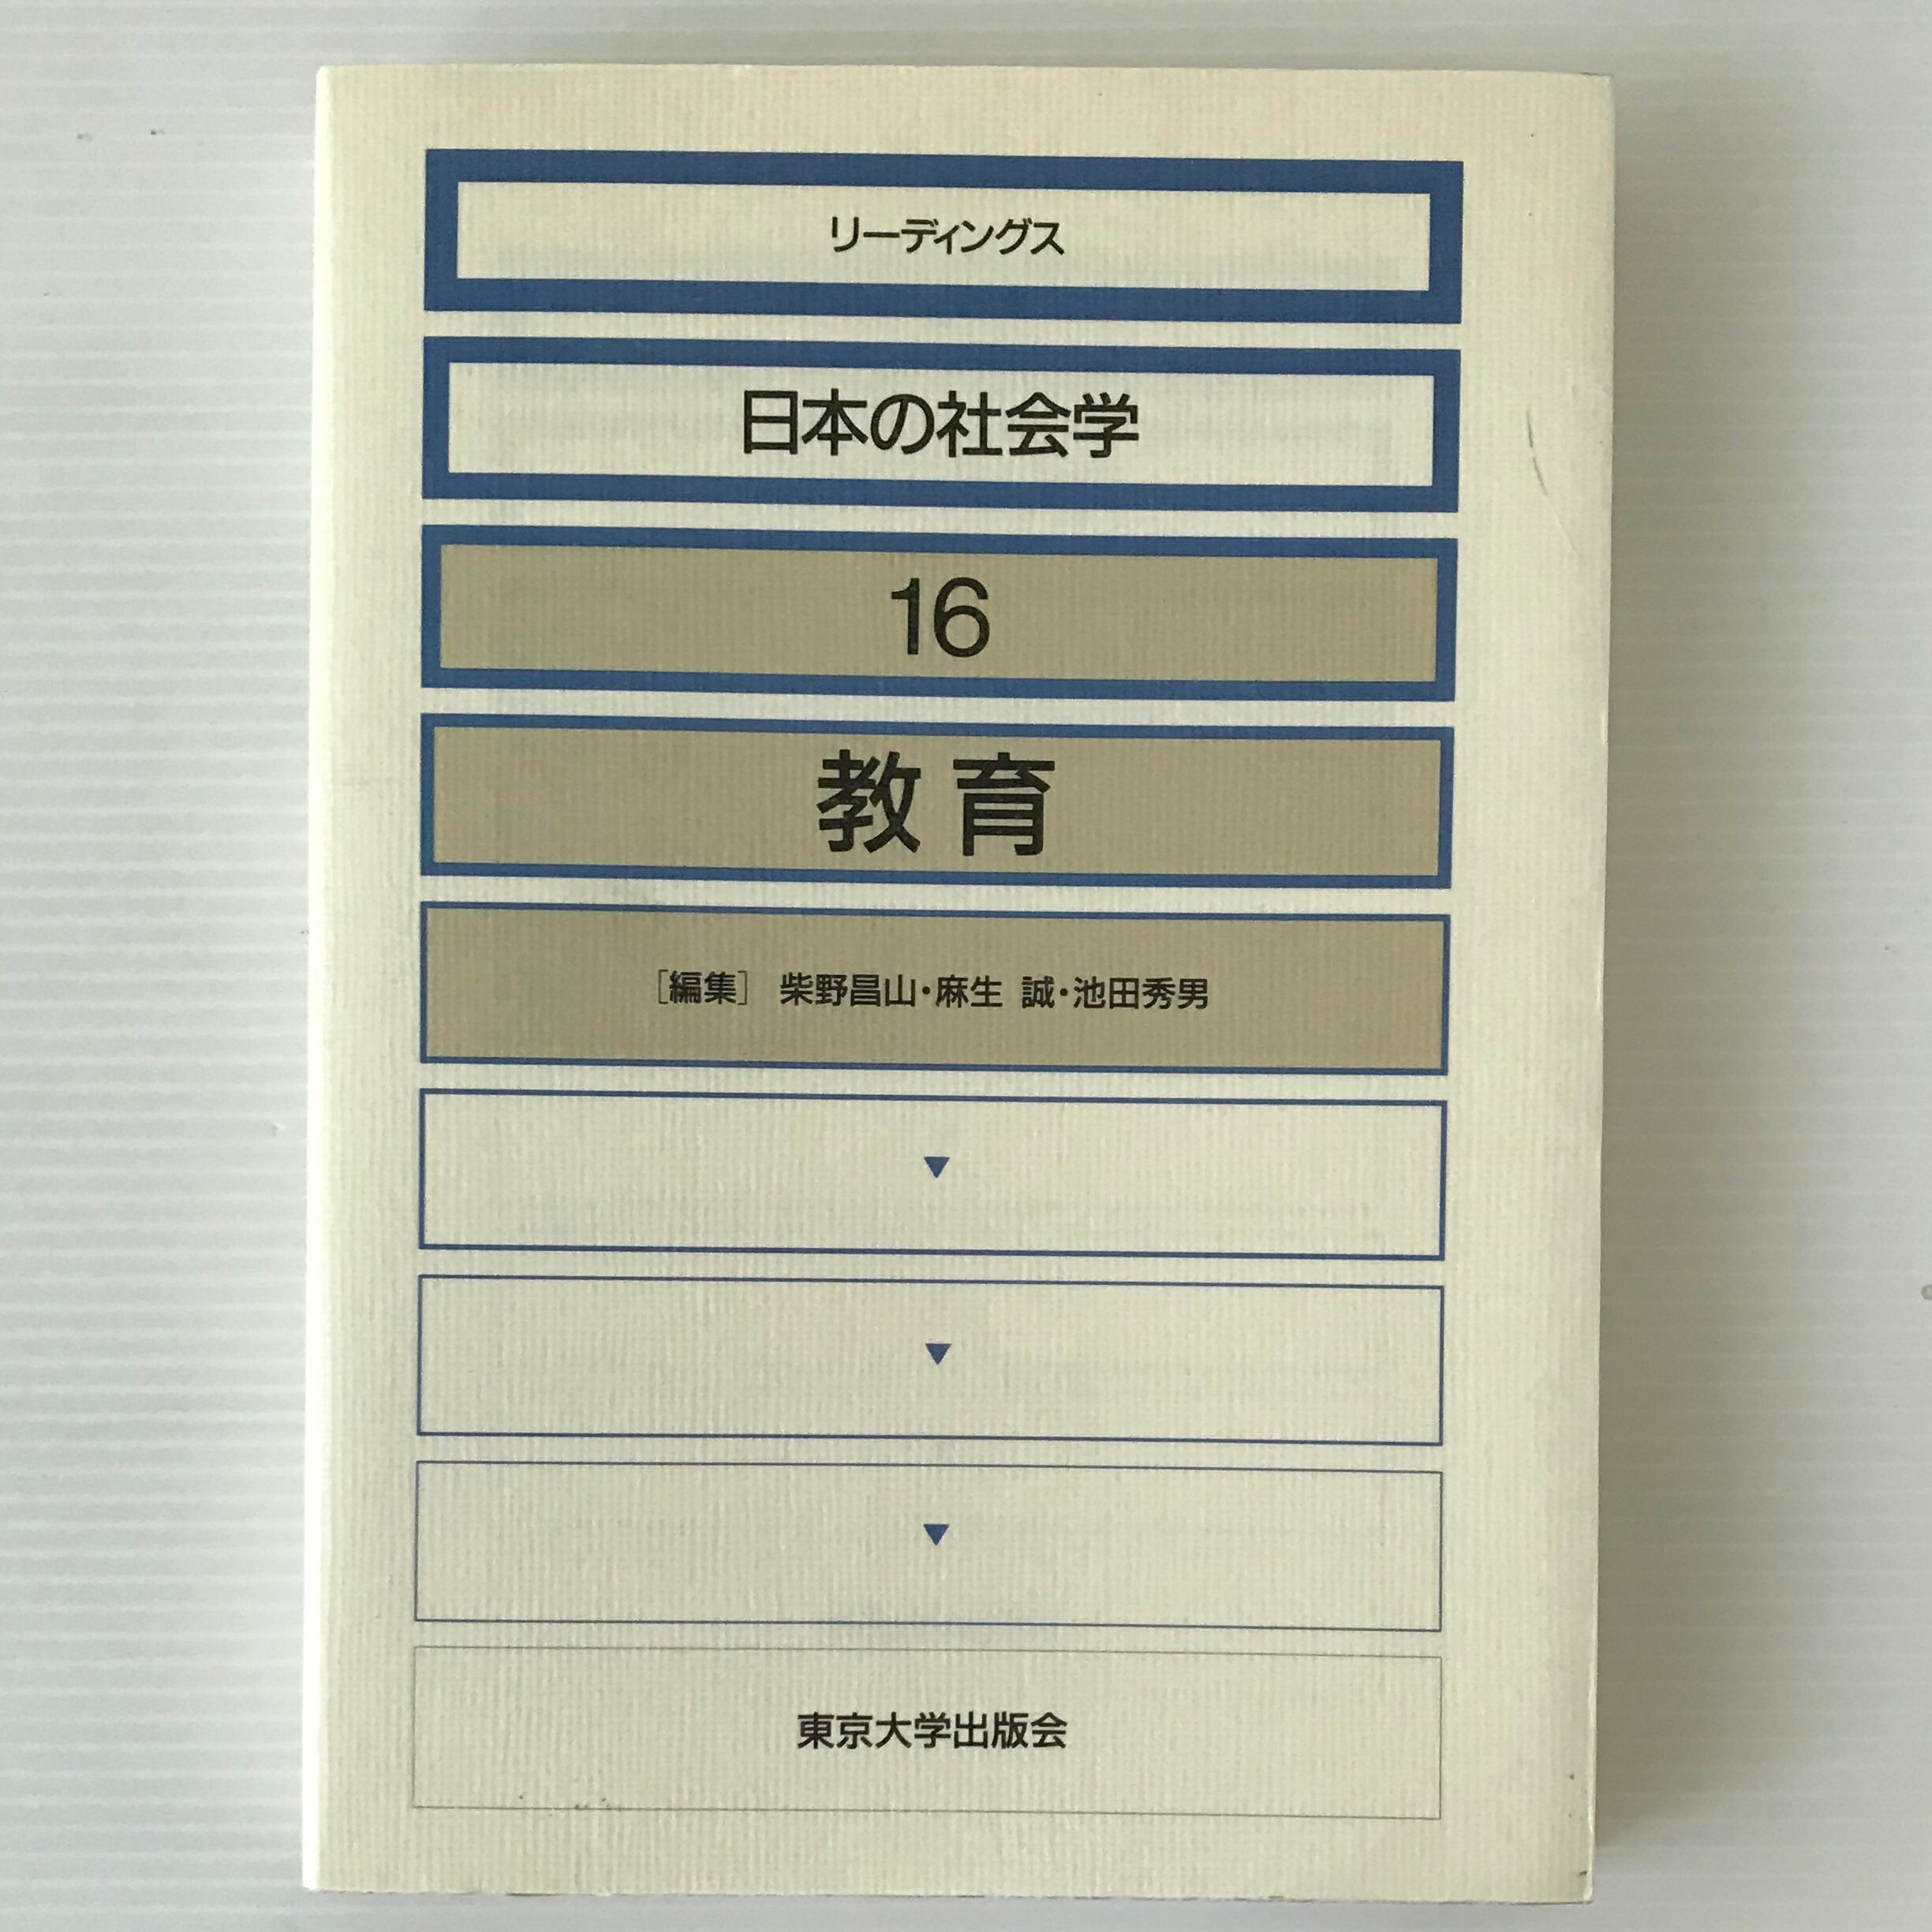 リーディングス
日本の社会学
16
教育
［編集］ 柴野昌山・麻生 誠・池田秀男
東京大学出版会